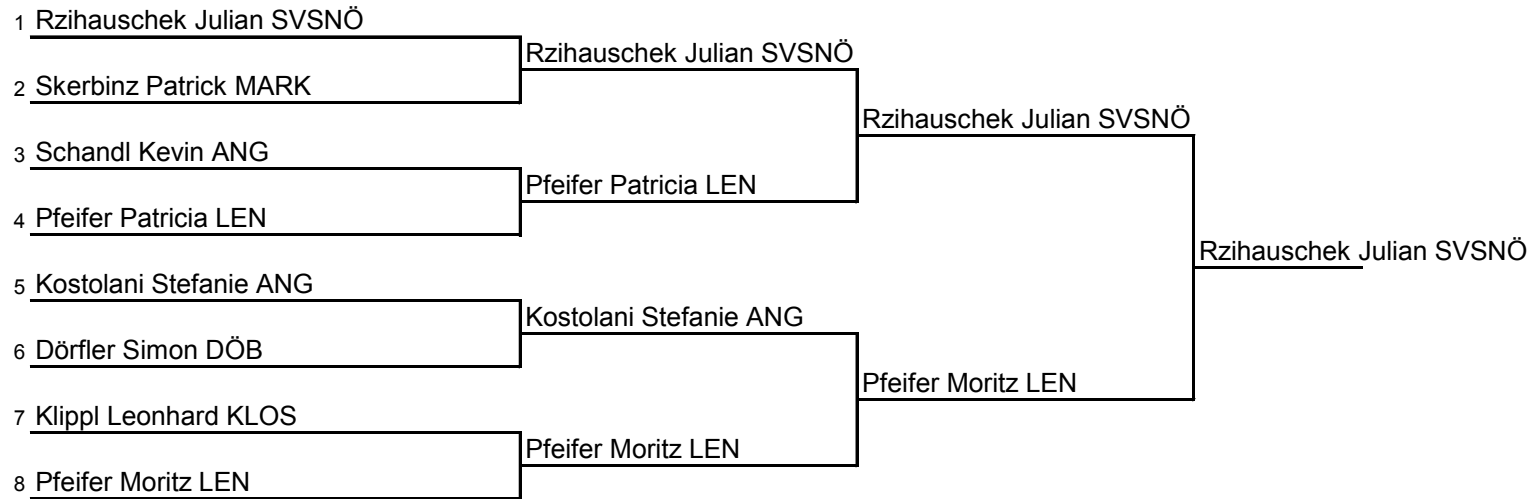 1 Rzihauschek Julian SVSNÖ
Rzihauschek Julian SVSNÖ
2 Skerbinz Patrick MARK
Rzihauschek Julian SVSNÖ
3 Schandl Kevin ANG
Pfeifer Patricia LEN
4 Pfeifer Patricia LEN
Rzihauschek Julian SVSNÖ
5 Kostolani Stefanie ANG
Kostolani Stefanie ANG
6 Dörfler Simon DÖB
Pfeifer Moritz LEN
7 Klippl Leonhard KLOS
Pfeifer Moritz LEN
8 Pfeifer Moritz LEN